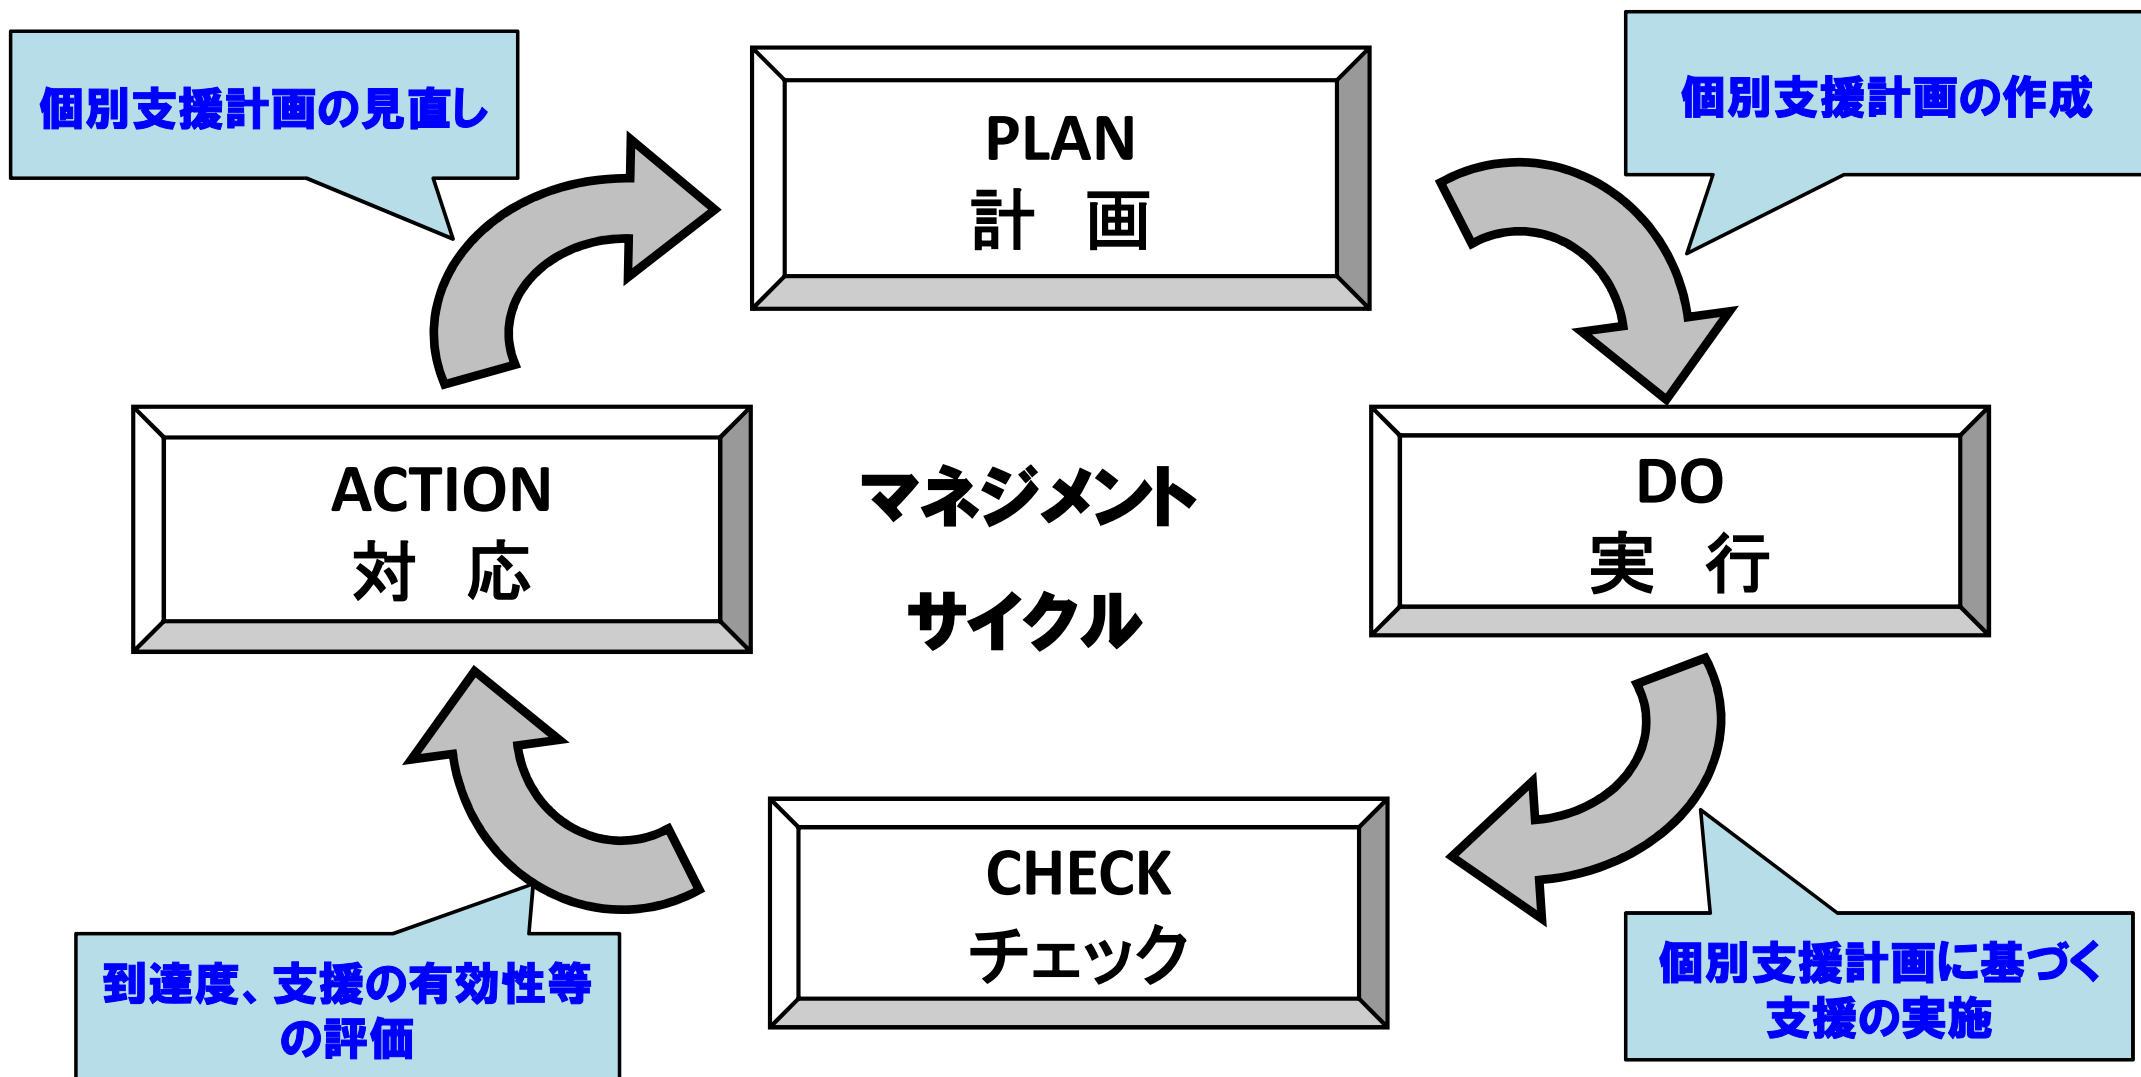 個別支援計画の見直し
PLAN
計　画
個別支援計画の作成
ACTION
対　応
マネジメント
サイクル
DO
実　行
CHECK
チェック
到達度、支援の有効性等
の評価
個別支援計画に基づく
支援の実施